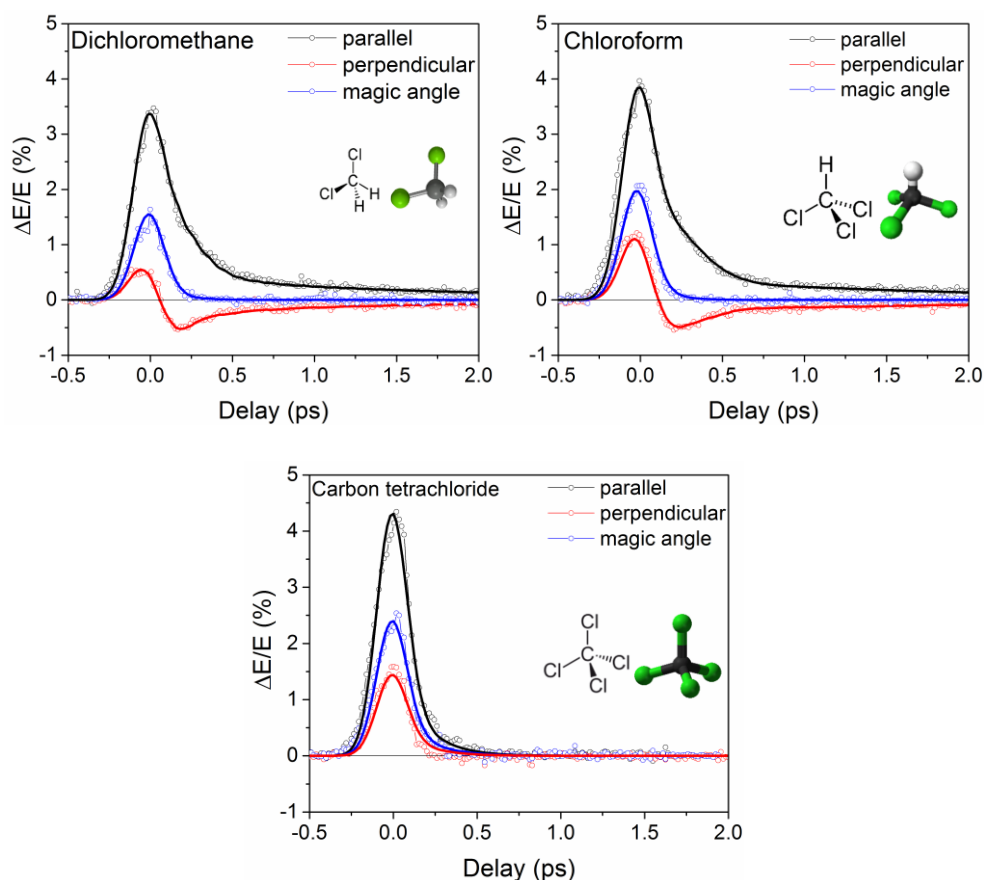 Dichloromethane
parallel
perpendicular
magic angle
ΔE/E (%)
5
4
3
2
1
0
-1
-0.5 0.0 0.5 1.0 1.5 2.0
Delay (ps)
Cl
C
Cl
H
H
Chloroform
parallel
perpendicular
magic angle
ΔE/E (%)
5
4
3
2
1
0
-1
-0.5 0.0 0.5 1.0 1.5 2.0
Delay (ps)
H
C
Cl
Cl
Cl
Carbon tetrachloride
parallel
perpendicular
magic angle
ΔE/E (%)
5
4
3
2
1
0
-1
-0.5 0.0 0.5 1.0 1.5 2.0
Delay (ps)
Cl
C
Cl
Cl
Cl